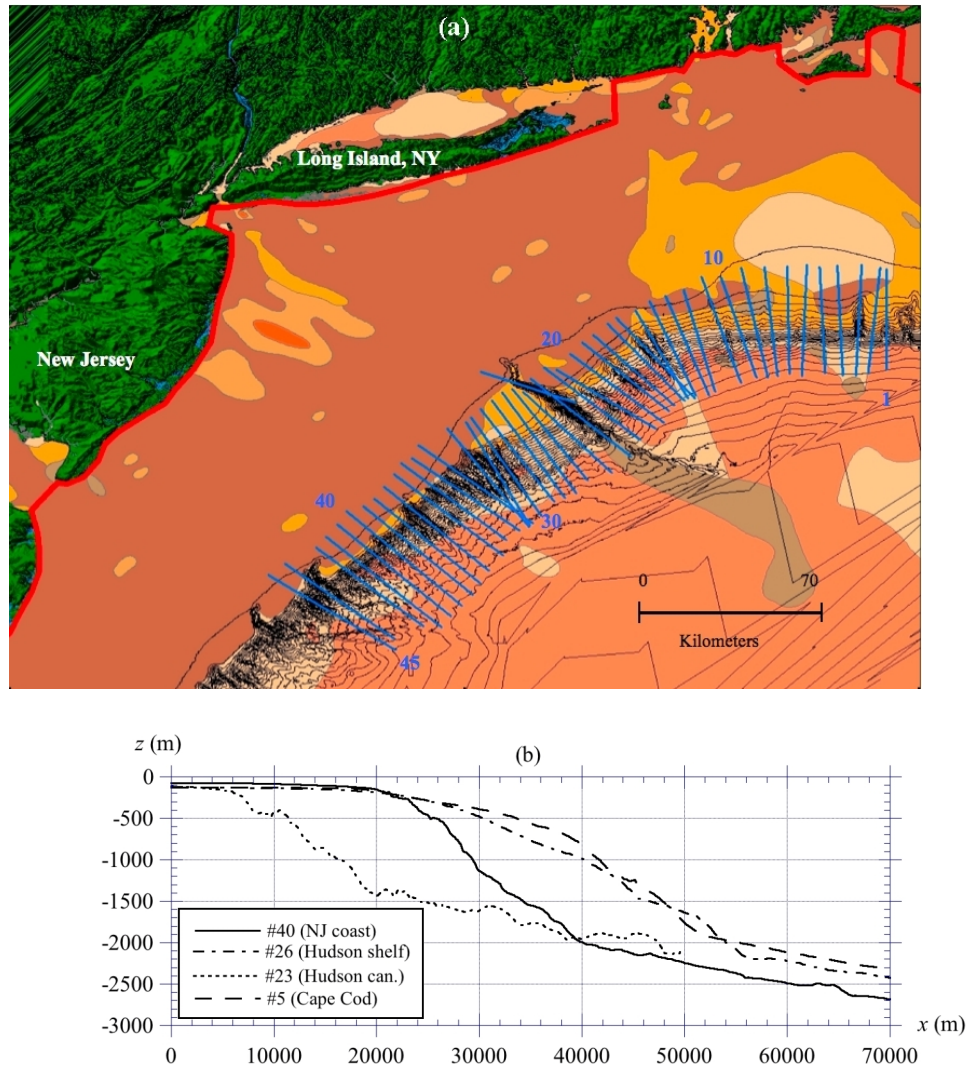 (a)
Long Island, NY
New Jersey
10
20
1
40
30
0 70
Kilometers
45
z (m)
(b)
0
-500
-1000
-1500
-2000
-2500
-3000
#40 (NJ coast)
#26 (Hudson shelf)
#23 (Hudson can.)
#5 (Cape Cod)
x (m)
0 10000 20000 30000 40000 50000 60000 70000